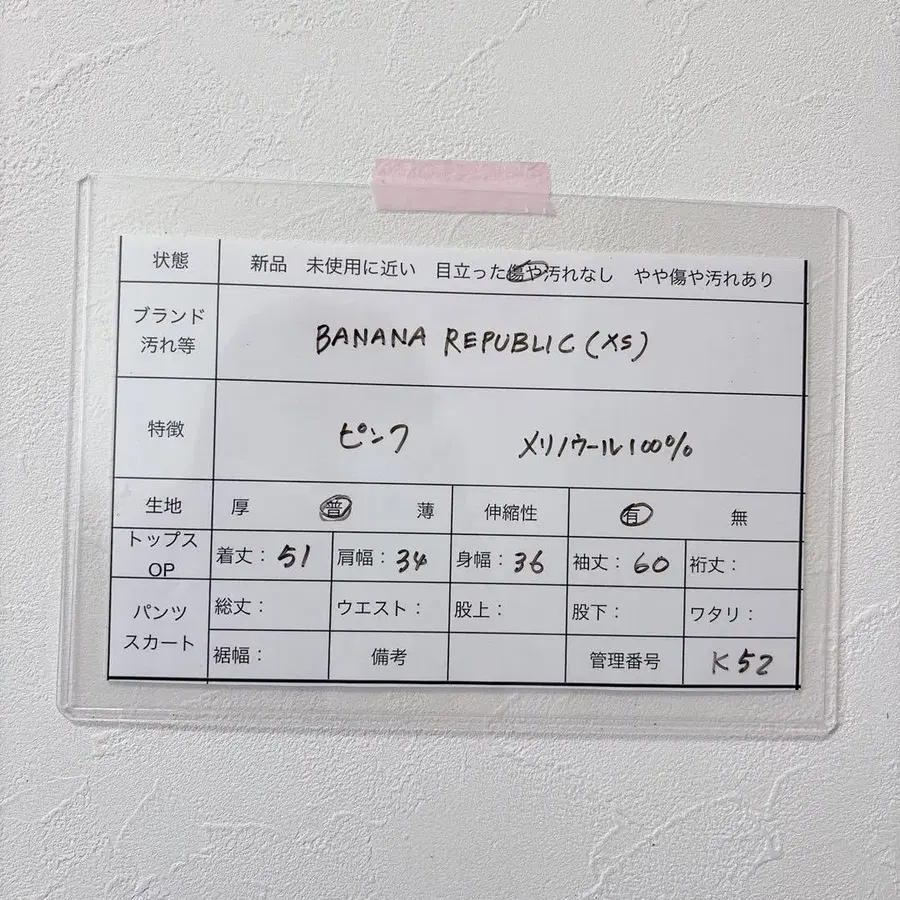 状態 新品 未使用に近い 目立った傷や汚れなし やや傷や汚れあり
ブランド
汚れ等
BANANA REPUBLIC (XS)
特徴 ピンク メリノウール100%
生地 厚 普 薄 伸縮性 有 無
トップス
OP
着丈：51 肩幅：34 身幅：36 袖丈：60 裄丈：
パンツ
スカート
総丈： ウエスト： 股上： 股下： ワタリ：
裾幅： 備考 管理番号 K52